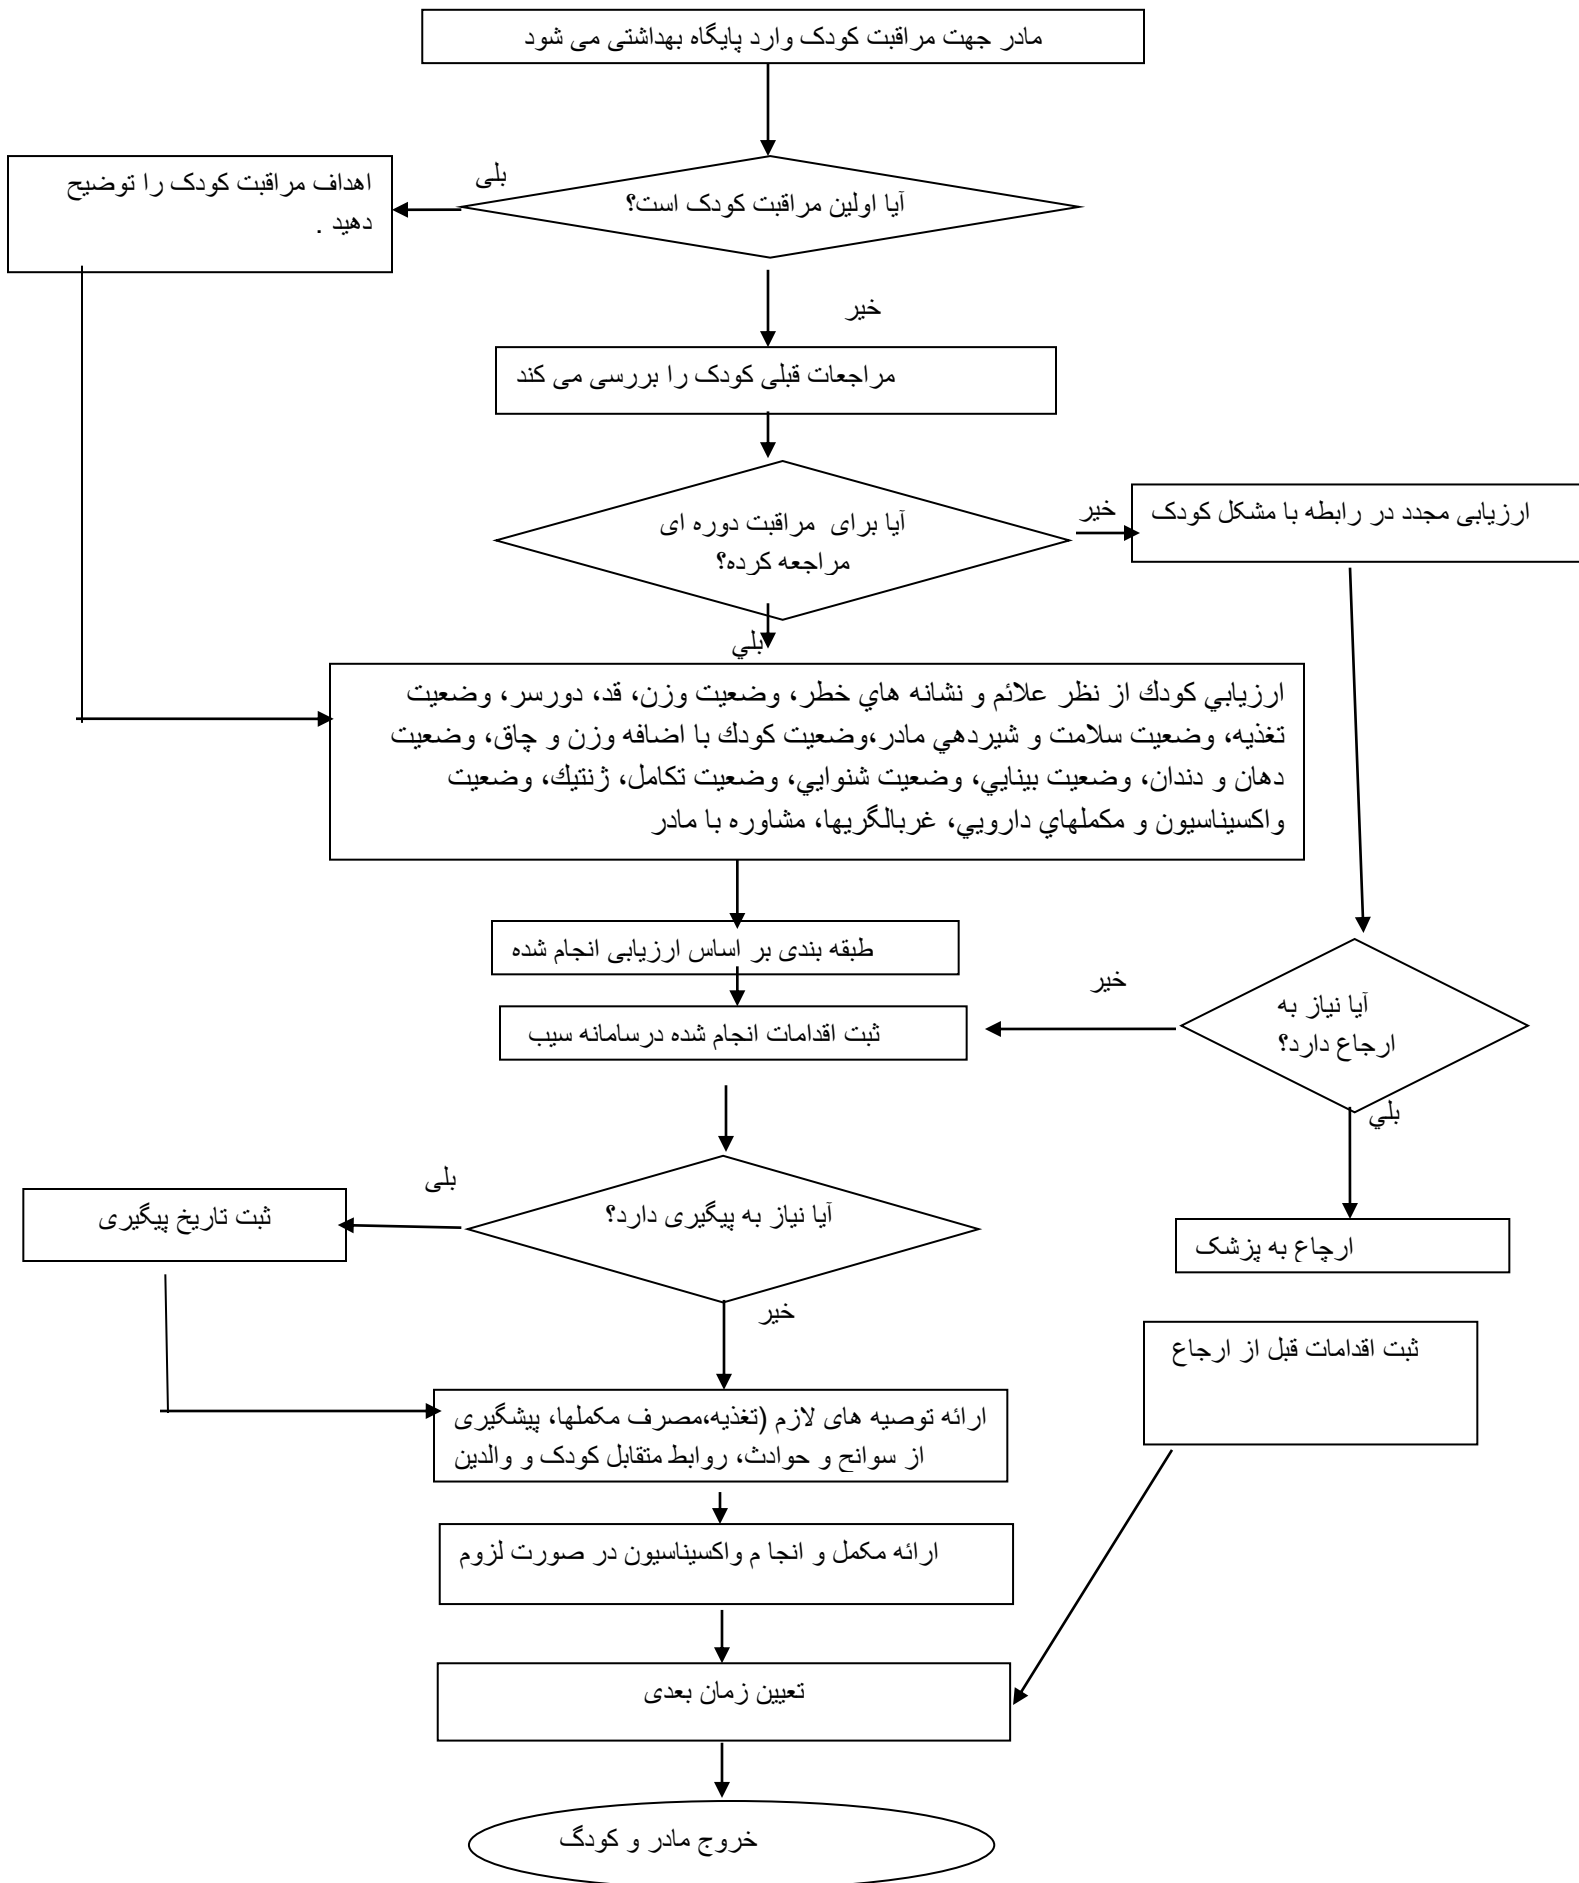 مادر جهت مراقبت کودک وارد پایگاه بهداشتی می شود
آیا اولین مراقبت کودک است؟
بلی
اهداف مراقبت کودک را توضیح
دهید .
خیر
مراجعات قبلی کودک را بررسی می کند
آیا برای مراقبت دوره ای
مراجعه کرده؟
خیر
ارزیابی مجدد در رابطه با مشکل کودک
بلي
ارزيابي كودك از نظر علائم و نشانه هاي خطر، وضعيت وزن، قد، دورسر، وضعيت
تغذيه، وضعيت سلامت و شيردهي مادر،وضعيت كودك با اضافه وزن و چاق، وضعيت
دهان و دندان، وضعيت بينايي، وضعيت شنوايي، وضعيت تكامل، ژنتيك، وضعيت
واكسيناسيون و مكملهاي دارويي، غربالگريها، مشاوره با مادر
طبقه بندی بر اساس ارزیابی انجام شده
ثبت اقدامات انجام شده درسامانه سیب
خیر
آیا نیاز به
ارجاع دارد؟
بلي
ارجاع به پزشک
ثبت اقدامات قبل از ارجاع
آیا نیاز به پیگیری دارد؟
بلی
ثبت تاریخ پیگیری
خیر
ارائه توصیه های لازم (تغذیه،مصرف مکملها، پیشگیری
از سوانح و حوادث، روابط متقابل کودک و والدین
ارائه مکمل و انجا م واکسیناسیون در صورت لزوم
تعیین زمان بعدی
خروج مادر و کودگ